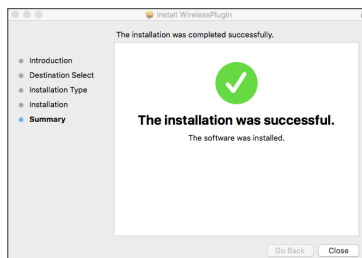 Install WirelessPlugin
The installation was completed successfully.
Introduction
Destination Select
Installation Type
Installation
Summary
The installation was successful.
The software was installed.
Go Back
Close